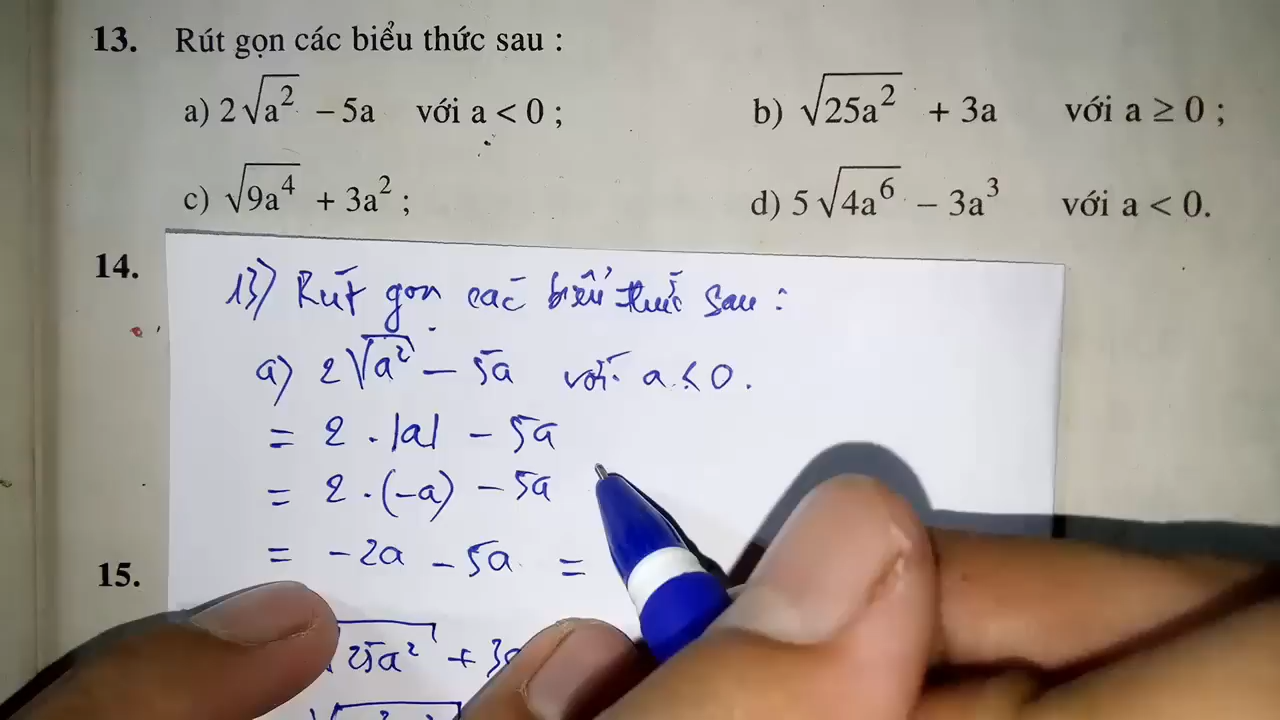 13. Rút gọn các biểu thức sau :
a) 2√a² – 5a với a < 0 ; b) √25a² + 3a với a ≥ 0 ;
c) √9a⁴ + 3a² ; d) 5√4a⁶ – 3a³ với a < 0.
14.
13) Rút gọn các biểu thức sau :
a) 2√a² – 5a với a < 0.
= 2 . |a| – 5a
= 2 . (-a) – 5a
= -2a – 5a =
15.
√25a² + 3a